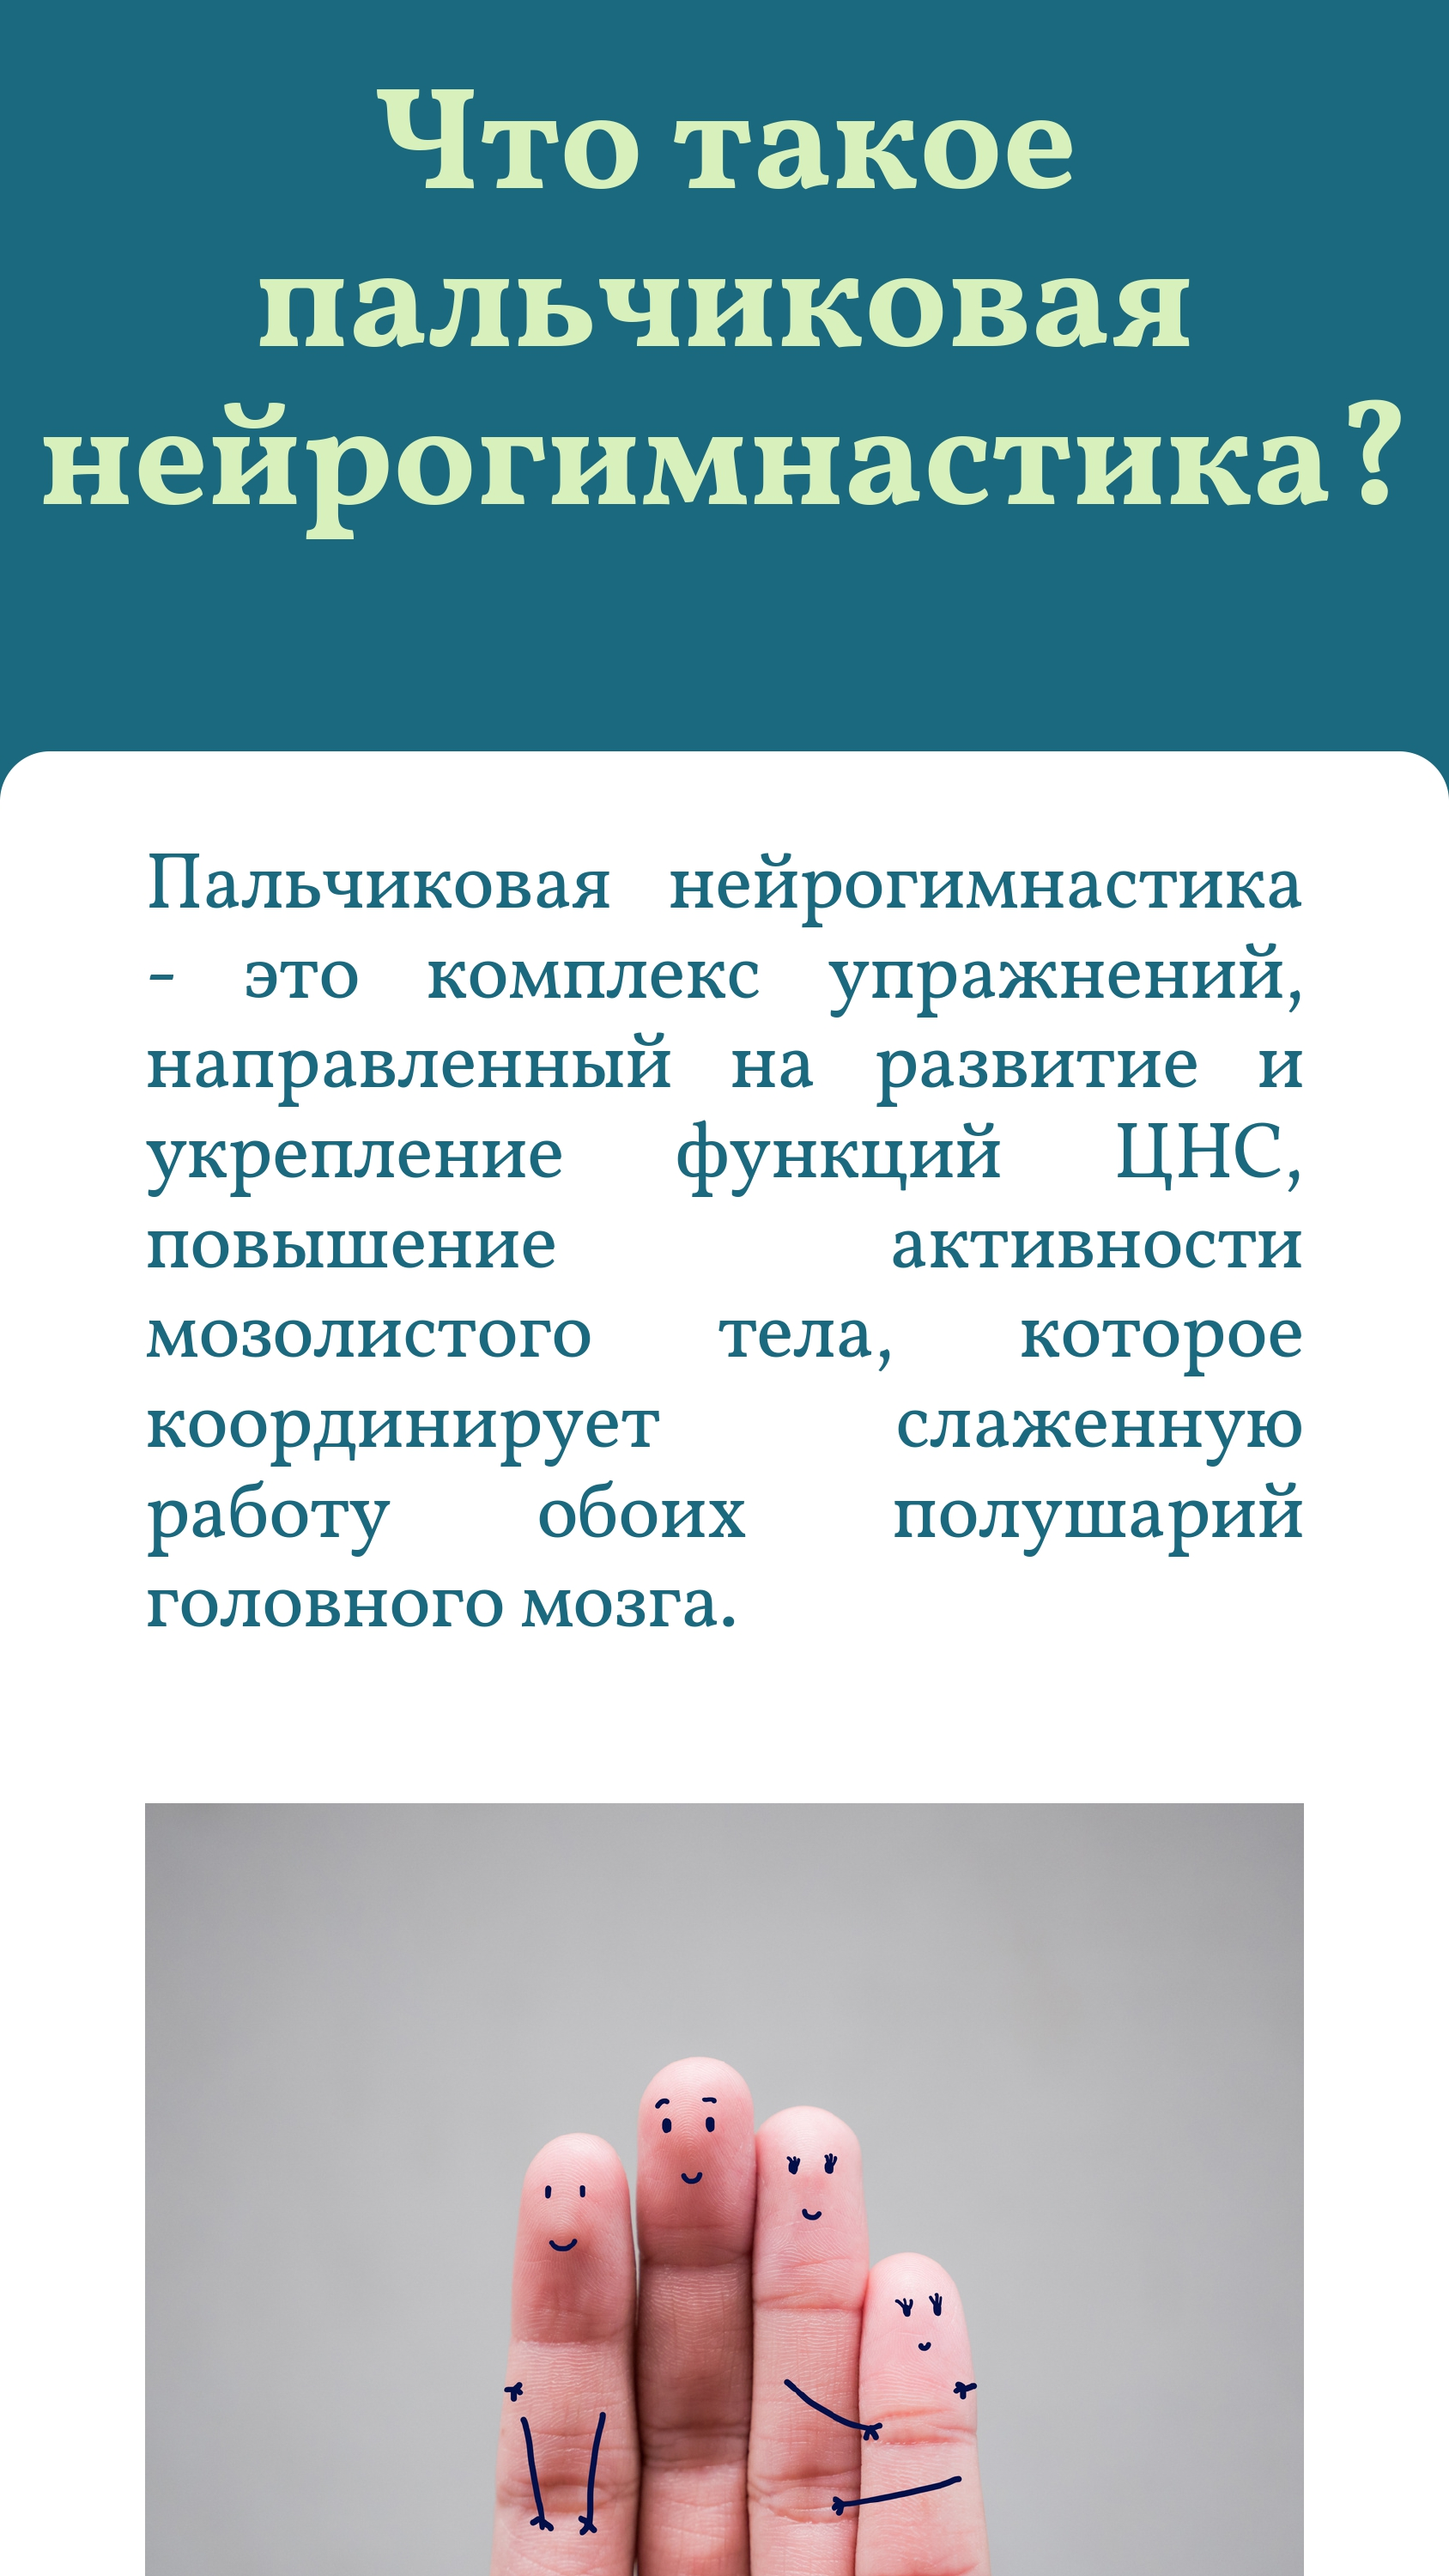 Что такое
пальчиковая
нейрогимнастика?
Пальчиковая нейрогимнастика
- это комплекс упражнений,
направленный на развитие и
укрепление функций ЦНС,
повышение активности
мозолистого тела, которое
координирует слаженную
работу обоих полушарий
головного мозга.